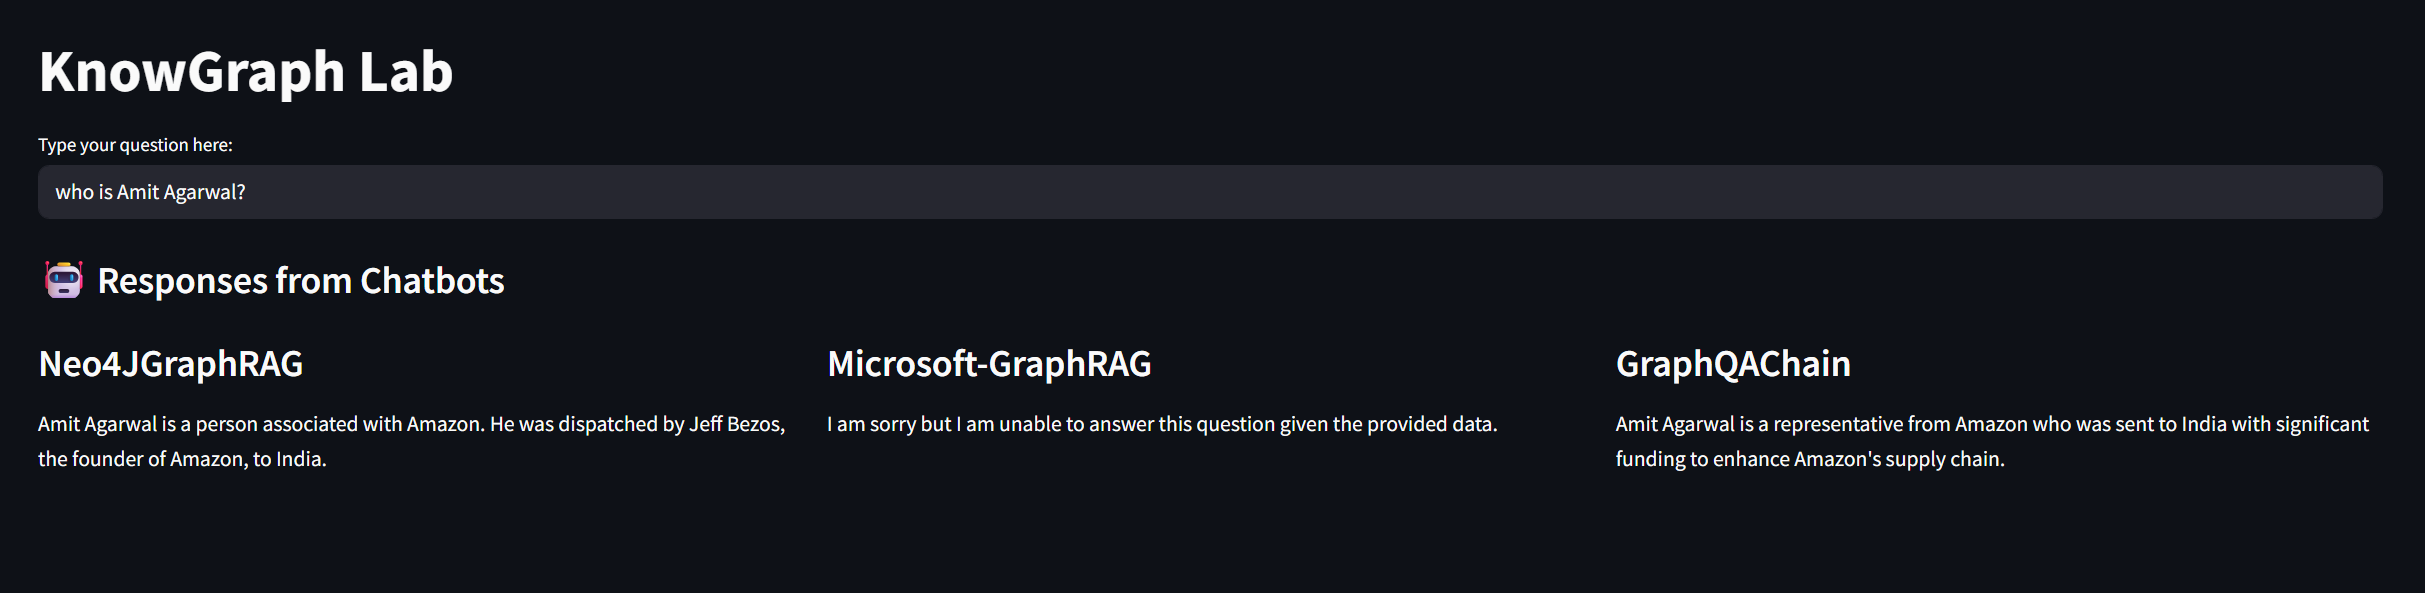 KnowGraph Lab
Type your question here:
who is Amit Agarwal?
Responses from Chatbots
Neo4JGraphRAG
Amit Agarwal is a person associated with Amazon. He was dispatched by Jeff Bezos,
the founder of Amazon, to India.
Microsoft-GraphRAG
I am sorry but I am unable to answer this question given the provided data.
GraphQAChain
Amit Agarwal is a representative from Amazon who was sent to India with significant
funding to enhance Amazon's supply chain.